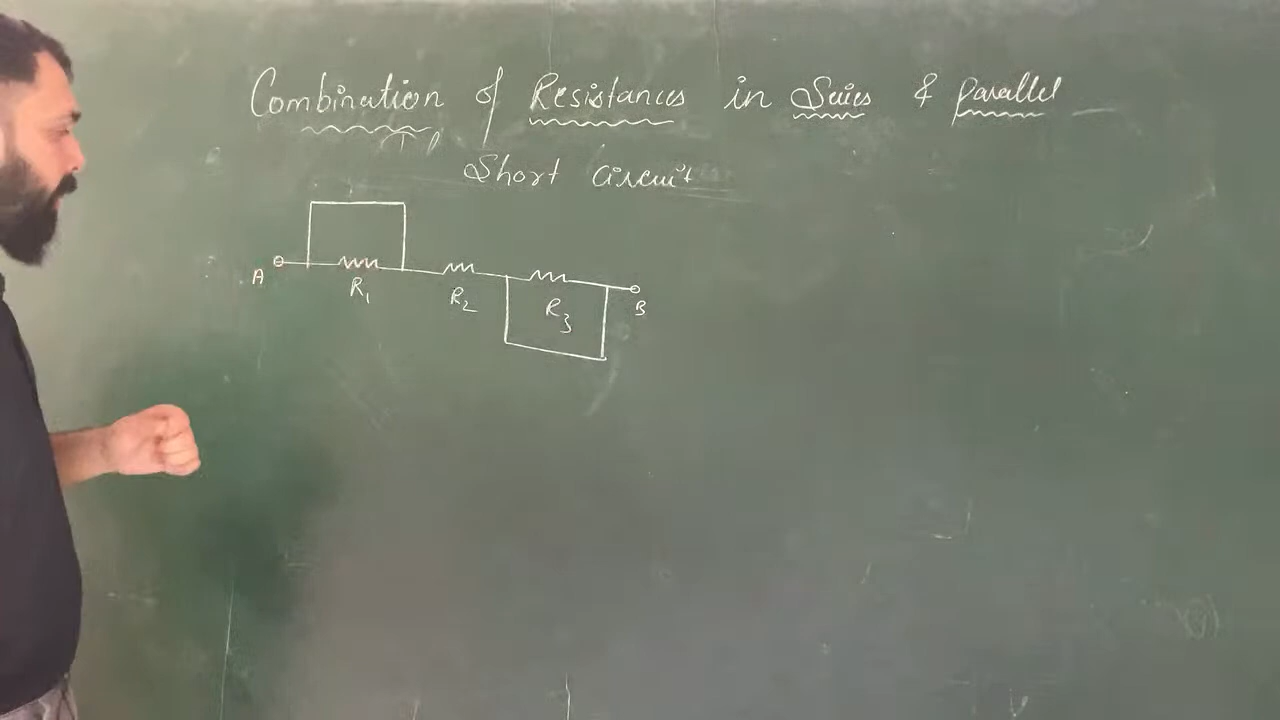 Combination of Resistances in Series & parallel
Short circuit
A R₁ R₂ R₃ B